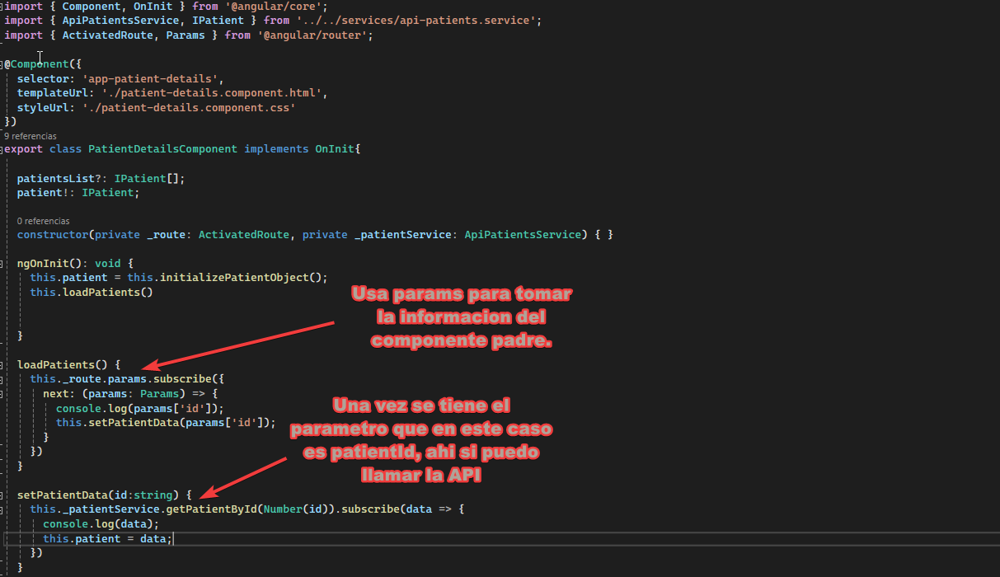 import { Component, OnInit } from '@angular/core';
import { ApiPatientsService, IPatient } from '../../services/api-patients.service';
import { ActivatedRoute, Params } from '@angular/router';
@Component({
selector: 'app-patient-details',
templateUrl: './patient-details.component.html',
styleUrl: './patient-details.component.css'
})
9 referencias
export class PatientDetailsComponent implements OnInit{
patientsList?: IPatient[];
patient!: IPatient;
0 referencias
constructor(private _route: ActivatedRoute, private _patientService: ApiPatientsService) { }
ngOnInit(): void {
this.patient = this.initializePatientObject();
this.loadPatients()
}
Usa params para tomar
la informacion del
componente padre.
loadPatients() {
this._route.params.subscribe({
next: (params: Params) => {
console.log(params['id']);
this.setPatientData(params['id']);
}
})
}
Una vez se tiene el
parametro que en este caso
es patientId, ahi si puedo
llamar la API
setPatientData(id:string) {
this._patientService.getPatientById(Number(id)).subscribe(data => {
console.log(data);
this.patient = data;
})
}